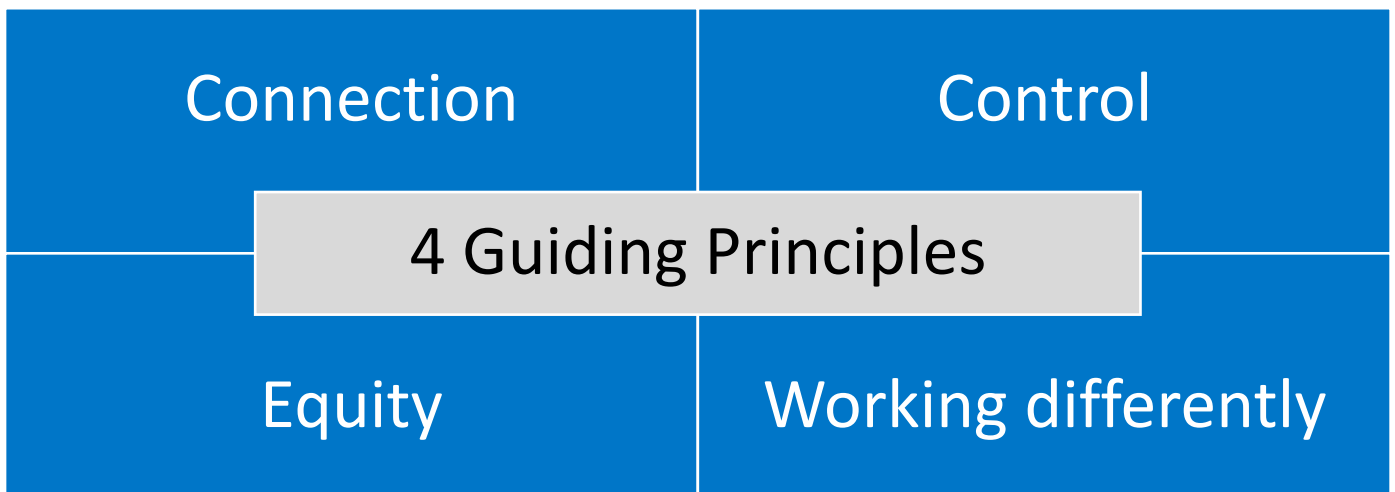 Connection
Control
4 Guiding Principles
Equity
Working differently